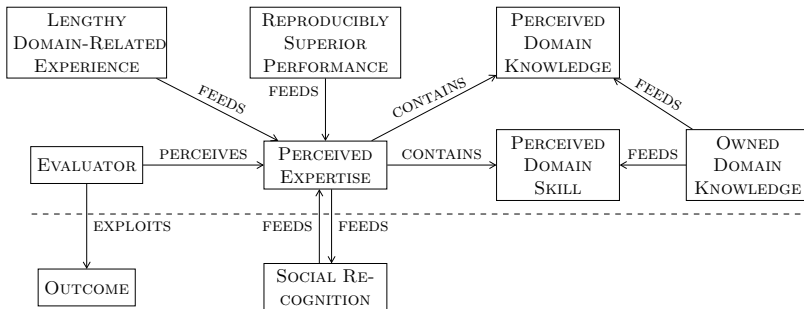 Lengthy
Domain-Related
Experience
Reproducibly
Superior
Performance
Perceived
Domain
Knowledge
feeds
feeds
contains
feeds
Evaluator
perceives
Perceived
Expertise
contains
Perceived
Domain
Skill
feeds
Owned
Domain
Knowledge
exploits
feeds
feeds
Outcome
Social Re-
cognition